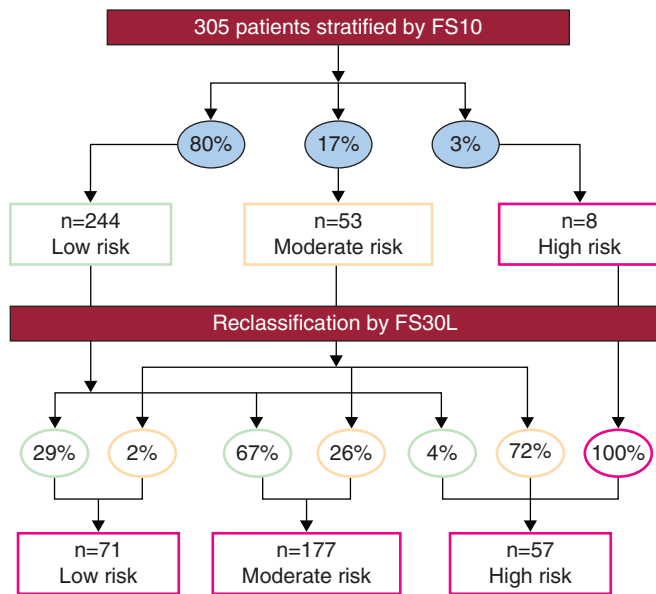 305 patients stratified by FS10
80%
17%
3%
n=244
Low risk
n=53
Moderate risk
n=8
High risk
Reclassification by FS30L
29%
2%
67%
26%
4%
72%
100%
n=71
Low risk
n=177
Moderate risk
n=57
High risk